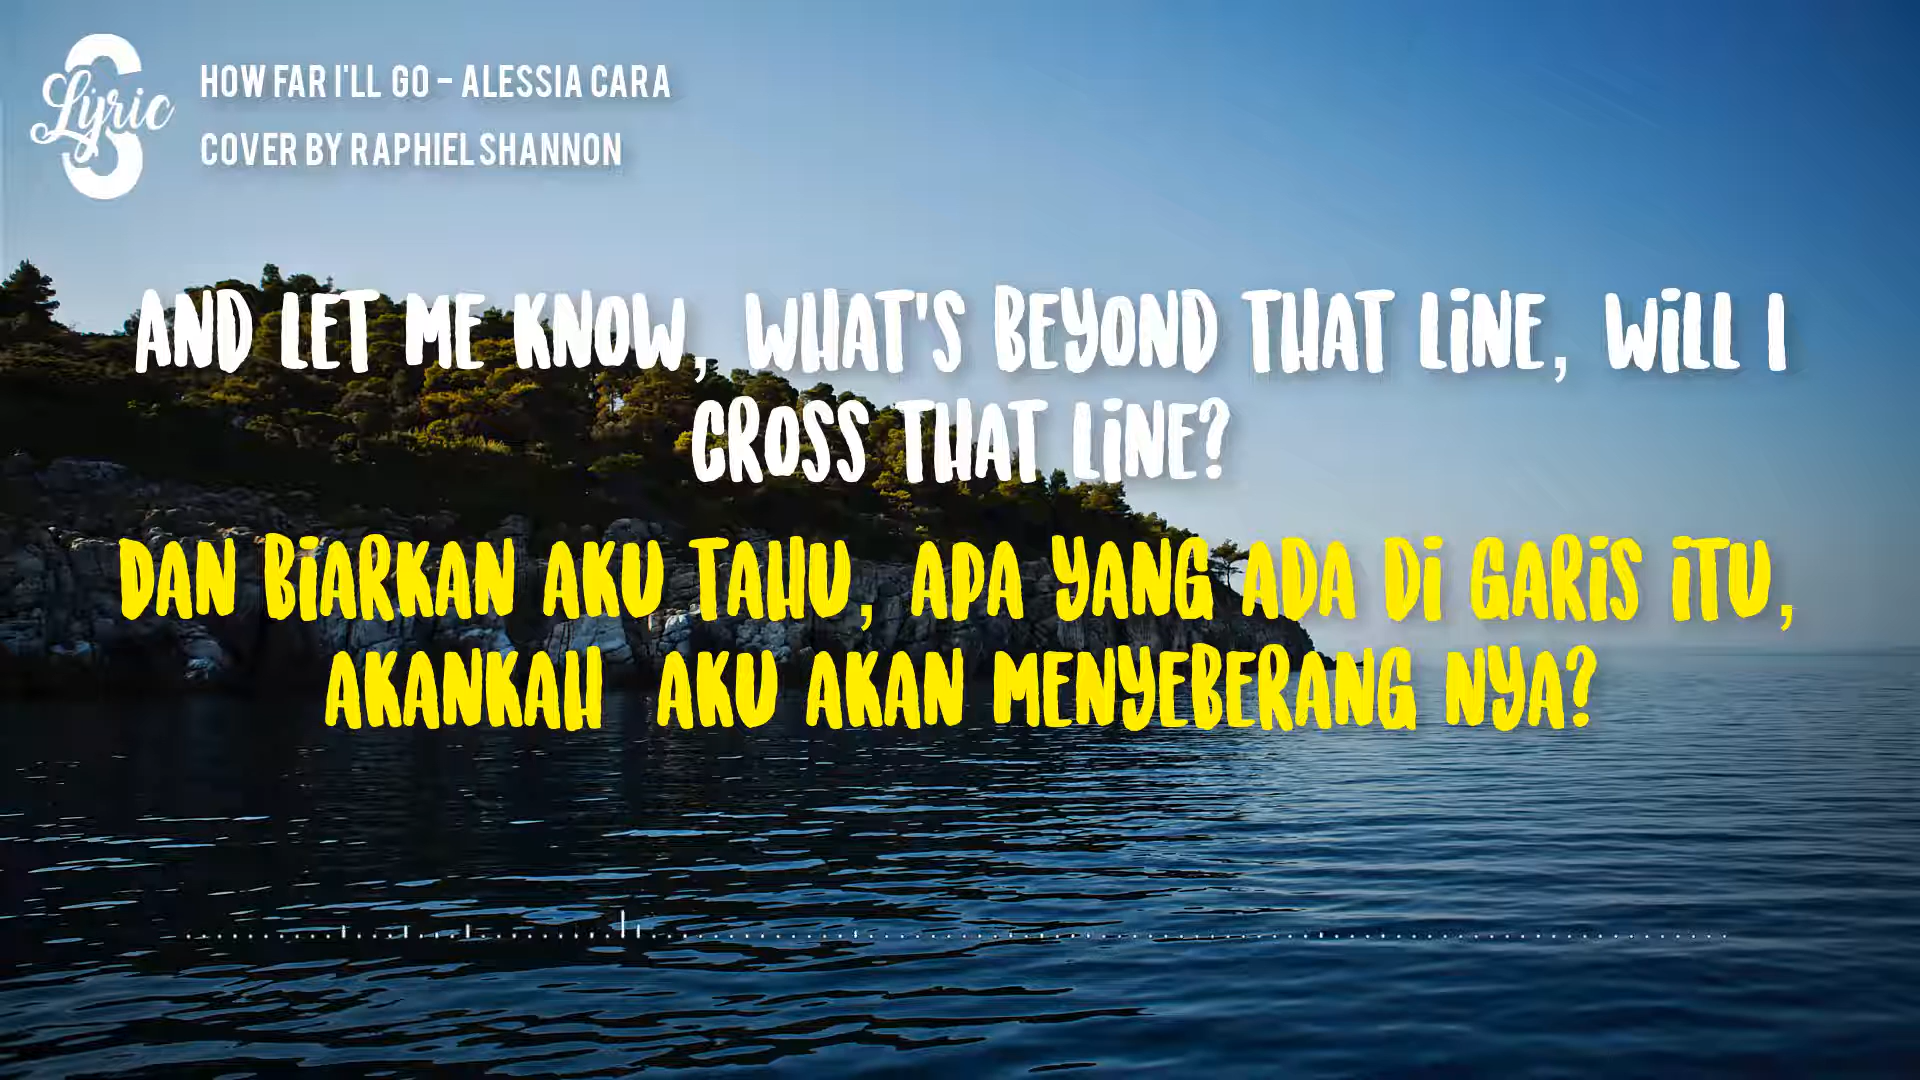 S
Lyric
HOW FAR I'LL GO - ALESSIA CARA
COVER BY RAPHIEL SHANNON
AND LET ME KNOW, WHAT'S BEYOND THAT LINE, WILL I
CROSS THAT LINE?
DAN BIARKAN AKU TAHU, APA YANG ADA DI GARIS ITU,
AKANKAH AKU AKAN MENYEBERANG NYA?